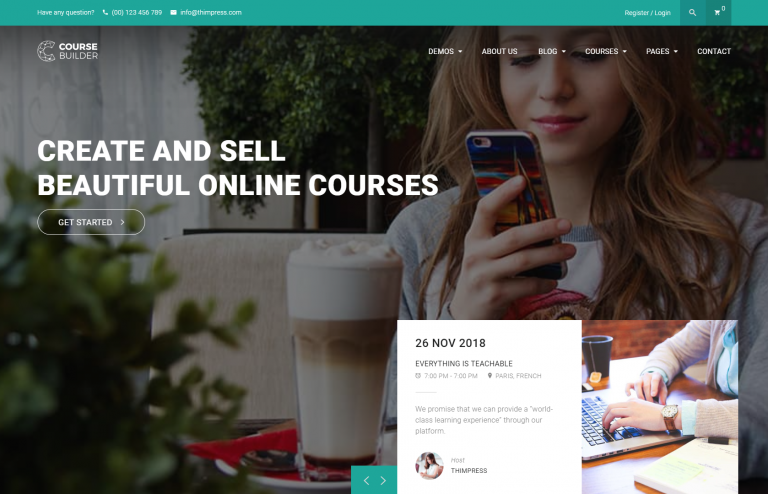 Have any question? (00) 123 456 789 info@thimpress.com Register / Login 0
COURSE
BUILDER
DEMOS ABOUT US BLOG COURSES PAGES CONTACT
CREATE AND SELL
BEAUTIFUL ONLINE COURSES
GET STARTED
26 NOV 2018
EVERYTHING IS TEACHABLE
7:00 PM - 7:00 PM PARIS, FRENCH
We promise that we can provide a "world-
class learning experience" through our
platform.
Host
THIMPRESS